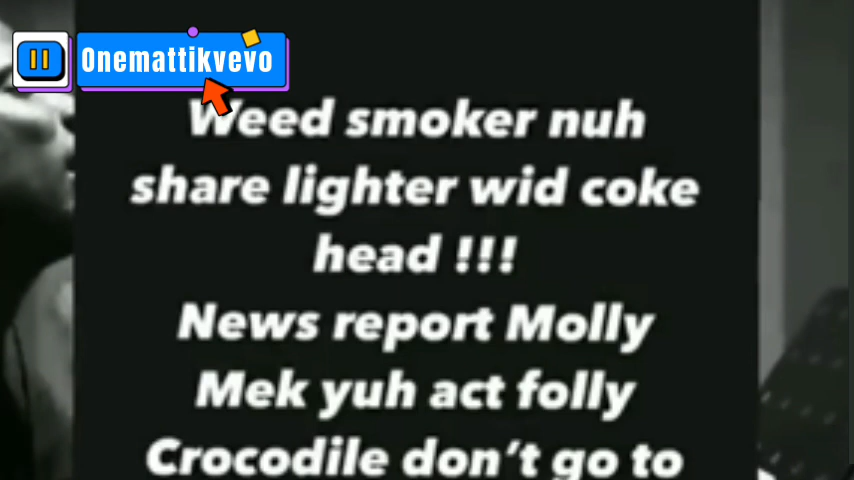 Onemattikvevo
Weed smoker nuh
share lighter wid coke
head !!!
News report Molly
Mek yuh act folly
Crocodile don’t go to